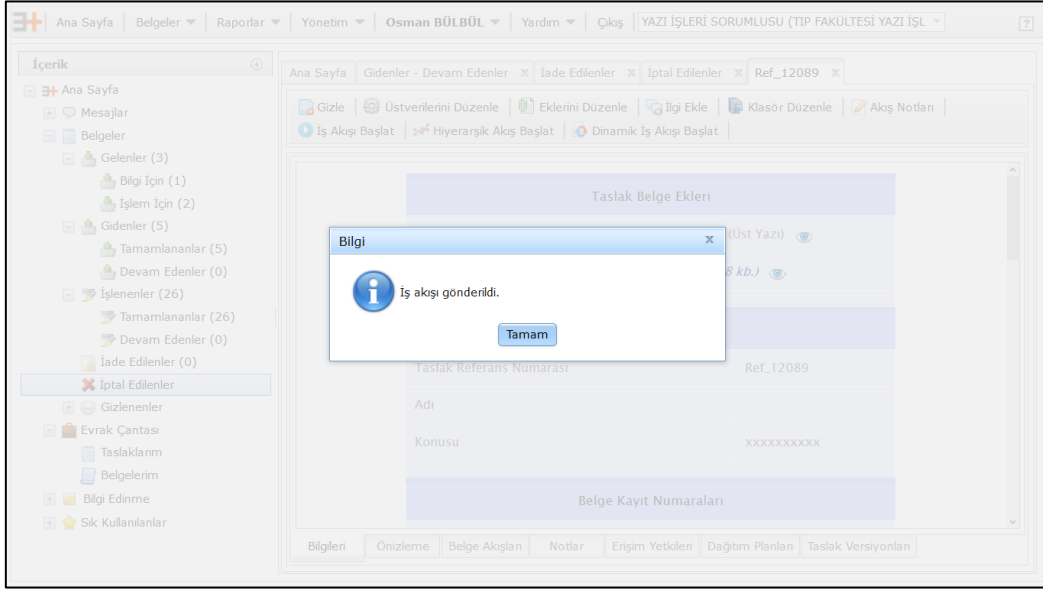 Ana Sayfa Belgeler Raporlar Yönetim Osman BÜLBÜL Yardım Çıkış YAZI İŞLERİ SORUMLUSU (TIP FAKÜLTESİ YAZI İŞL ?
İçerik
Ana Sayfa
Mesajlar
Belgeler
Gelenler (3)
Bilgi İçin (1)
İşlem İçin (2)
Gidenler (5)
Tamamlananlar (5)
Devam Edenler (0)
İşlenenler (26)
Tamamlananlar (26)
Devam Edenler (0)
İade Edilenler (0)
İptal Edilenler
Gizlenenler
Evrak Çantası
Taslaklarım
Belgelerim
Bilgi Edinme
Sık Kullanılanlar
Ana Sayfa Gidenler - Devam Edenler x İade Edilenler x İptal Edilenler x Ref_12089 x
Gizle Üstverilerini Düzenle Eklerini Düzenle İlgi Ekle Klasör Düzenle Akış Notları
İş Akışı Başlat Hiyerarşik Akış Başlat Dinamik İş Akışı Başlat
Taslak Belge Ekleri
(Üst Yazı)
8 kb.)
Bilgi x
İş akışı gönderildi.
Tamam
Taslak Referans Numarası Ref_12089
Adı
Konusu xxxxxxxxxx
Belge Kayıt Numaraları
Bilgileri Önizleme Belge Akışları Notlar Erişim Yetkileri Dağıtım Planları Taslak Versiyonları